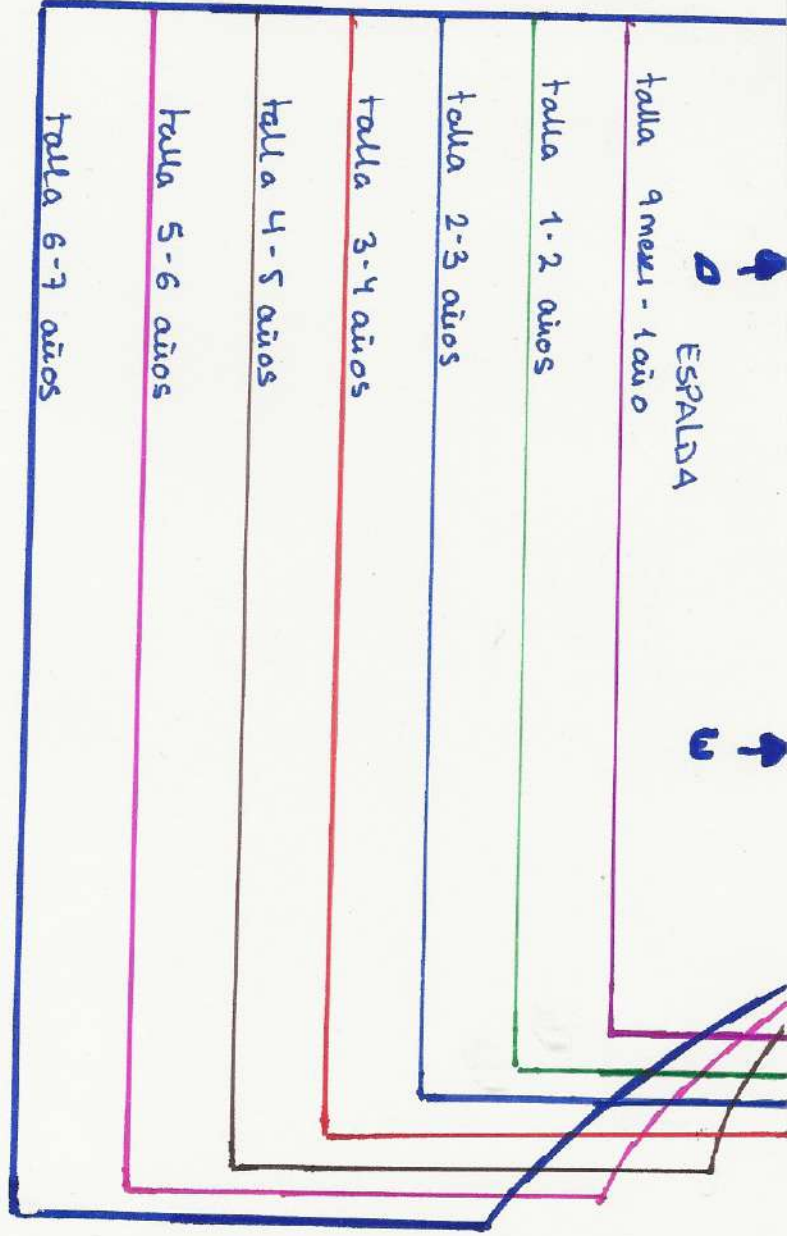 D
E
ESPALDA
talla 9 meses - 1 año
talla 1-2 años
talla 2-3 años
talla 3-4 años
talla 4-5 años
talla 5-6 años
talla 6-7 años